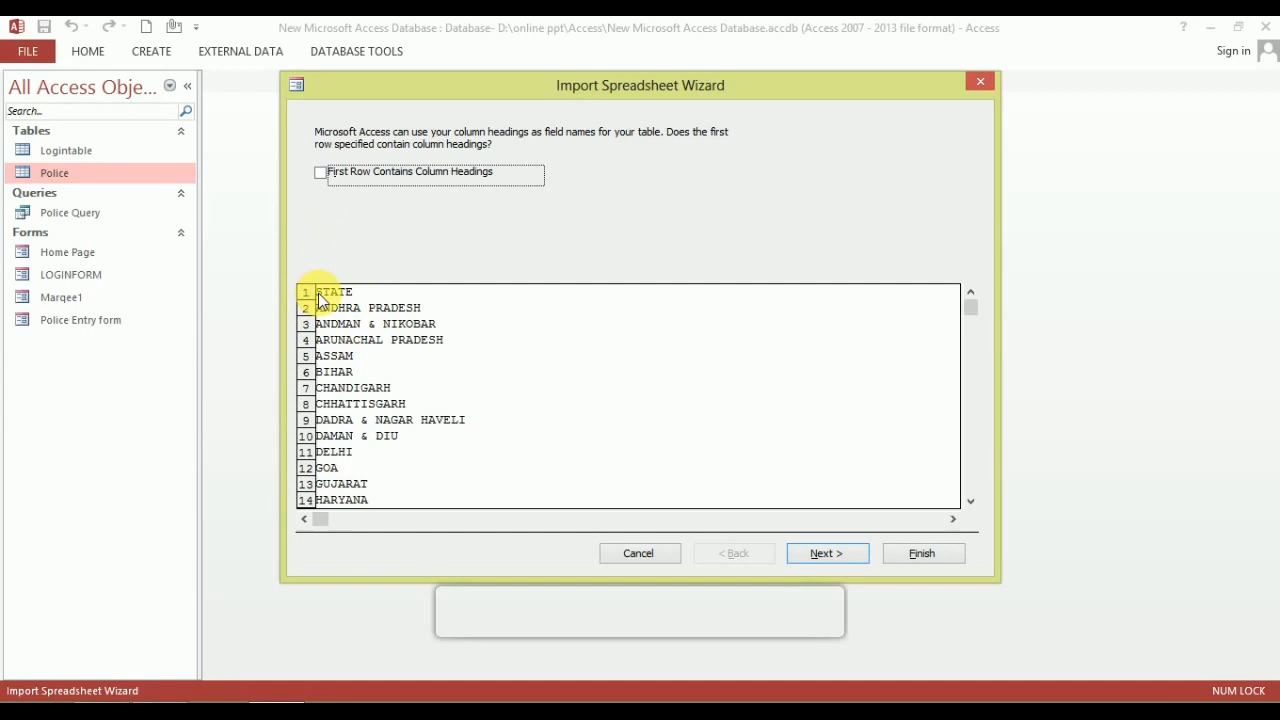 New Microsoft Access Database : Database- D:\online ppt\Access\New Microsoft Access Database.accdb (Access 2007 - 2013 file format) - Access
?
FILE HOME CREATE EXTERNAL DATA DATABASE TOOLS Sign in
All Access Obje...
Search...
Tables
Logintable
Police
Queries
Police Query
Forms
Home Page
LOGINFORM
Marqee1
Police Entry form
Import Spreadsheet Wizard
Microsoft Access can use your column headings as field names for your table. Does the first
row specified contain column headings?
First Row Contains Column Headings
1 STATE
2 ANDHRA PRADESH
3 ANDMAN & NIKOBAR
4 ARUNACHAL PRADESH
5 ASSAM
6 BIHAR
7 CHANDIGARH
8 CHHATTISGARH
9 DADRA & NAGAR HAVELI
10 DAMAN & DIU
11 DELHI
12 GOA
13 GUJARAT
14 HARYANA
Cancel < Back Next > Finish
Import Spreadsheet Wizard NUM LOCK